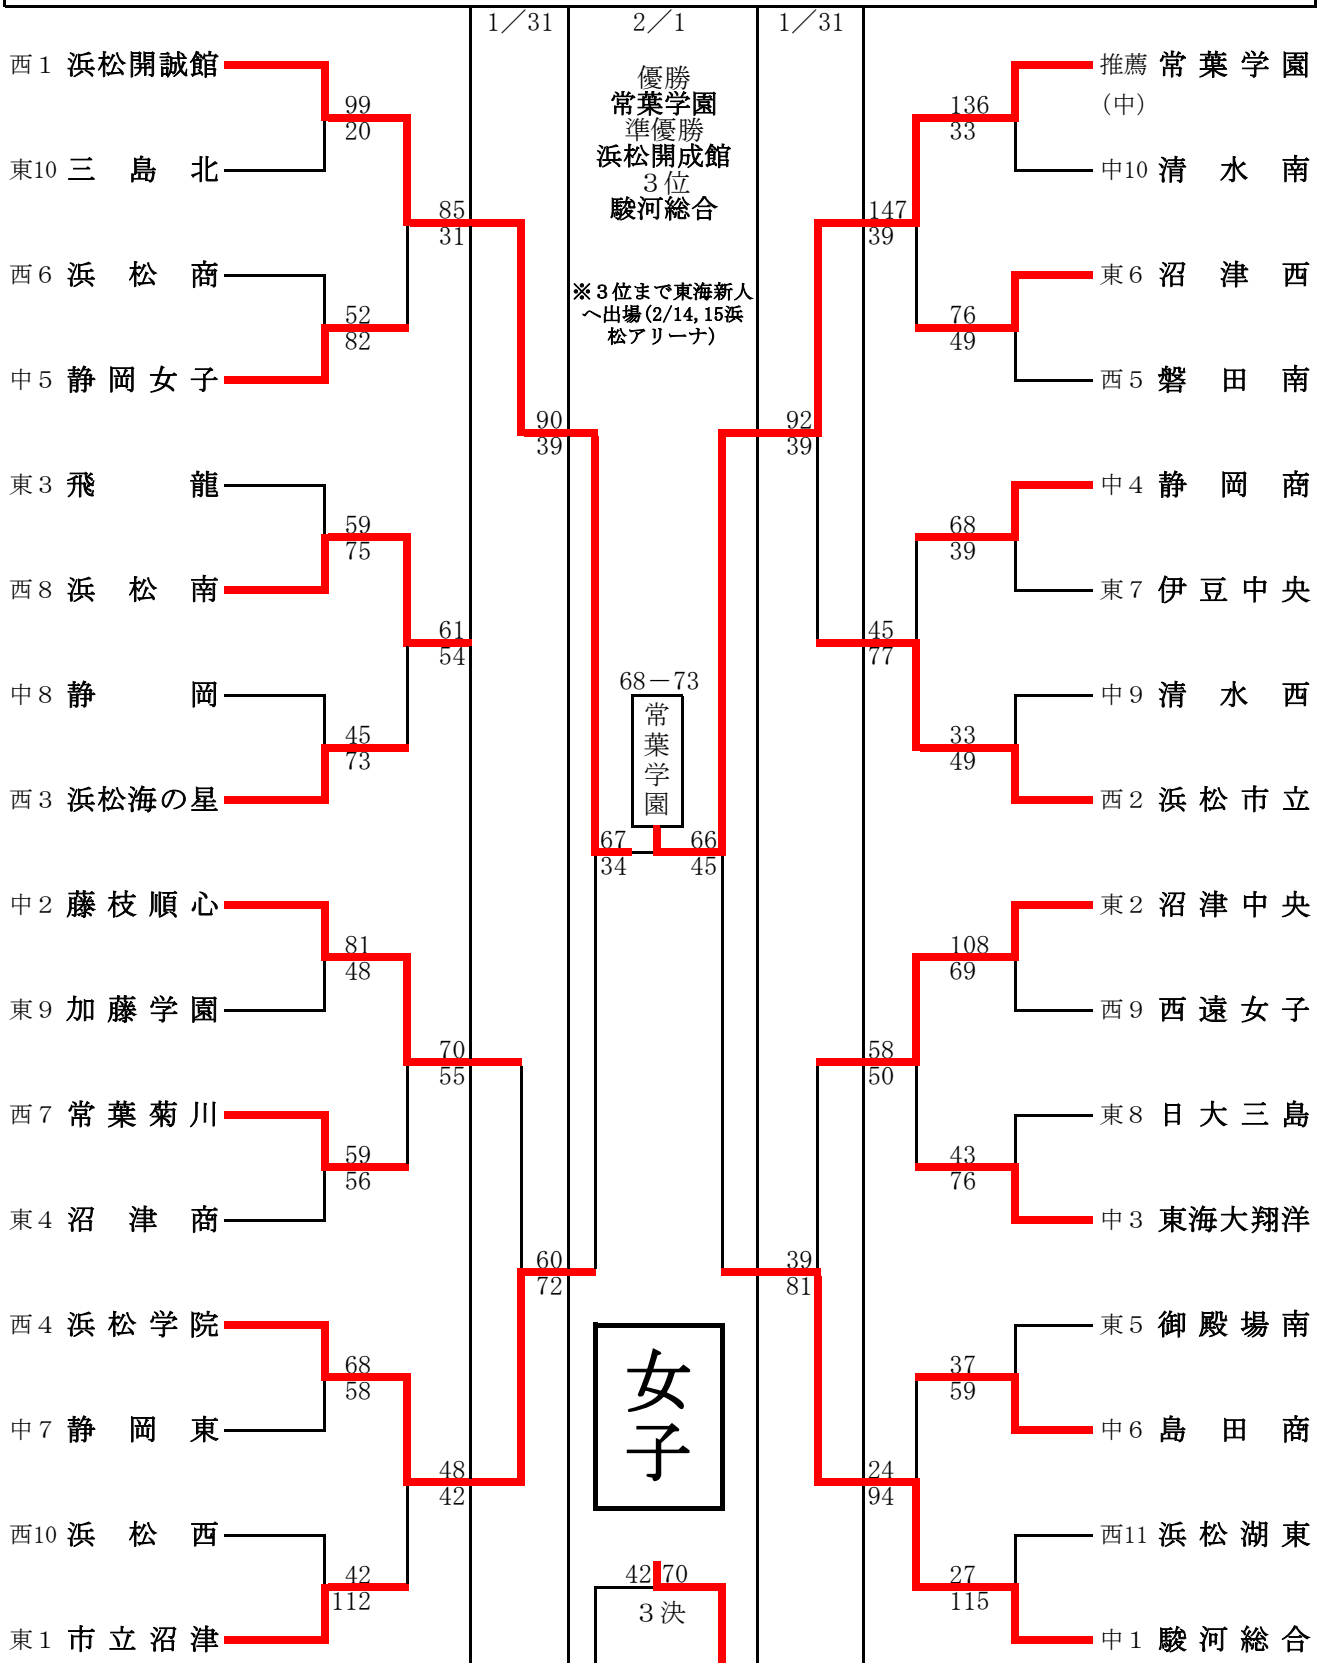 1／31
2／1
1／31
優勝
常葉学園
準優勝
浜松開成館
３位
駿河総合
※３位まで東海新人
へ出場(2/14,15浜
松アリーナ)
西１ 浜松開誠館
99
20
東10 三島北
85
31
西６ 浜松商
52
82
中５ 静岡女子
90
39
東３ 飛龍
59
75
西８ 浜松南
61
54
中８ 静岡
45
73
西３ 浜松海の星
67
34
中２ 藤枝順心
81
48
東９ 加藤学園
70
55
西７ 常葉菊川
59
56
東４ 沼津商
60
72
西４ 浜松学院
68
58
中７ 静岡東
48
42
西10 浜松西
42
112
東１ 市立沼津
68－73
常葉学園
女子
42 70
３決
推薦 常葉学園
(中)
136
33
中10 清水南
147
39
東６ 沼津西
76
49
西５ 磐田南
92
39
中４ 静岡商
68
39
東７ 伊豆中央
45
77
中９ 清水西
33
49
西２ 浜松市立
66
45
東２ 沼津中央
108
69
西９ 西遠女子
58
50
東８ 日大三島
43
76
中３ 東海大翔洋
39
81
東５ 御殿場南
37
59
中６ 島田商
24
94
西11 浜松湖東
27
115
中１ 駿河総合